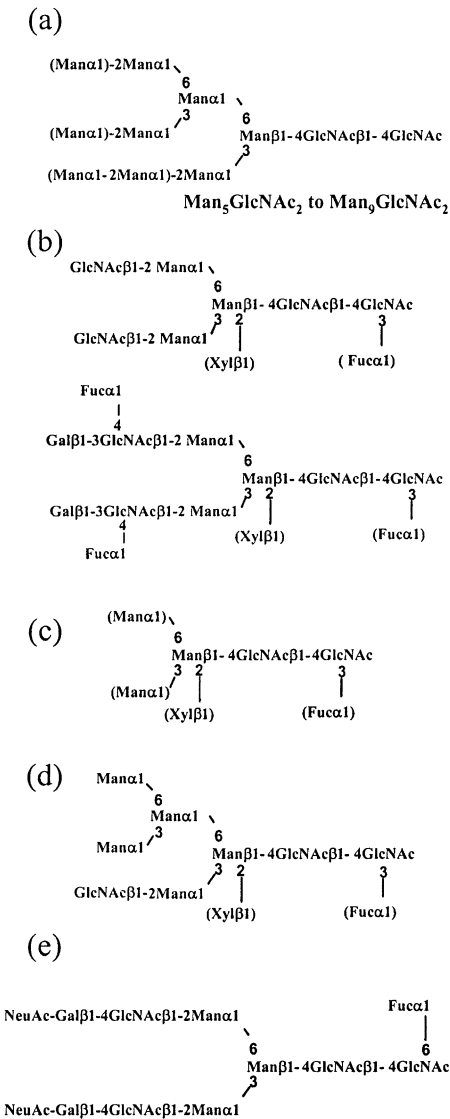 (a)
(Manα1)-2Manα1
6
Manα1
3
6
(Manα1)-2Manα1
Manβ1- 4GlcNAcβ1- 4GlcNAc
3
(Manα1- 2Manα1)-2Manα1
Man5GlcNAc2 to Man9GlcNAc2
(b)
GlcNAcβ1-2 Manα1
6
Manβ1- 4GlcNAcβ1-4GlcNAc
3 2 3
GlcNAcβ1-2 Manα1
(Xylβ1) ( Fucα1)
Fucα1
4
Galβ1-3GlcNAcβ1-2 Manα1
6
Manβ1- 4GlcNAcβ1-4GlcNAc
3 2 3
Galβ1-3GlcNAcβ1-2 Manα1
4
(Xylβ1) (Fucα1)
Fucα1
(c)
(Manα1)
6
Manβ1- 4GlcNAcβ1-4GlcNAc
3 2 3
(Manα1)
(Xylβ1) (Fucα1)
(d)
Manα1
6
Manα1
3
6
Manα1
Manβ1- 4GlcNAcβ1- 4GlcNAc
3 2 3
GlcNAcβ1-2Manα1
(Xylβ1) (Fucα1)
(e)
Fucα1
NeuAc-Galβ1-4GlcNAcβ1-2Manα1
6 6
Manβ1- 4GlcNAcβ1- 4GlcNAc
3
NeuAc-Galβ1-4GlcNAcβ1-2Manα1